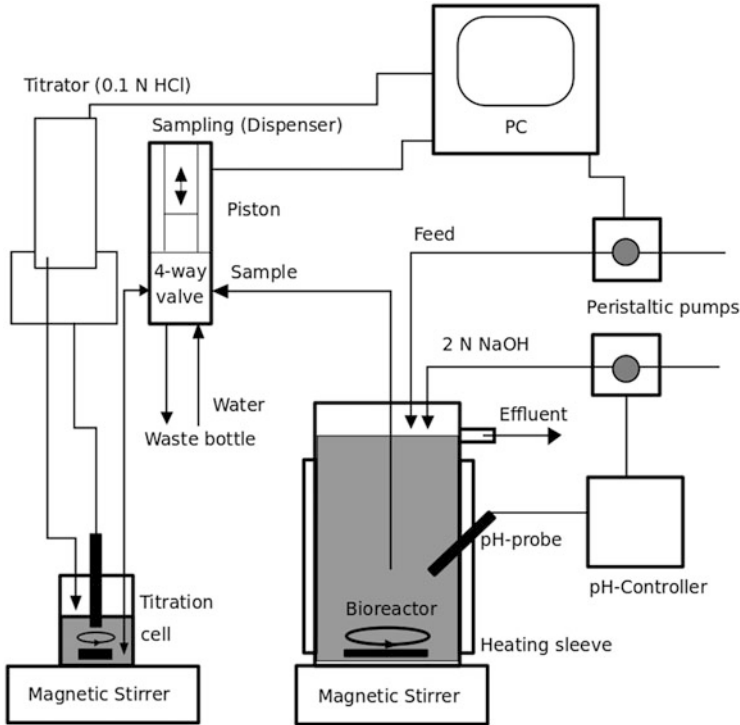 Titrator (0.1 N HCl)
Sampling (Dispenser)
PC
Piston
Feed
4-way
valve
Sample
Peristaltic pumps
2 N NaOH
Water
Waste bottle
Effluent
pH-probe
pH-Controller
Titration
cell
Bioreactor
Heating sleeve
Magnetic Stirrer
Magnetic Stirrer